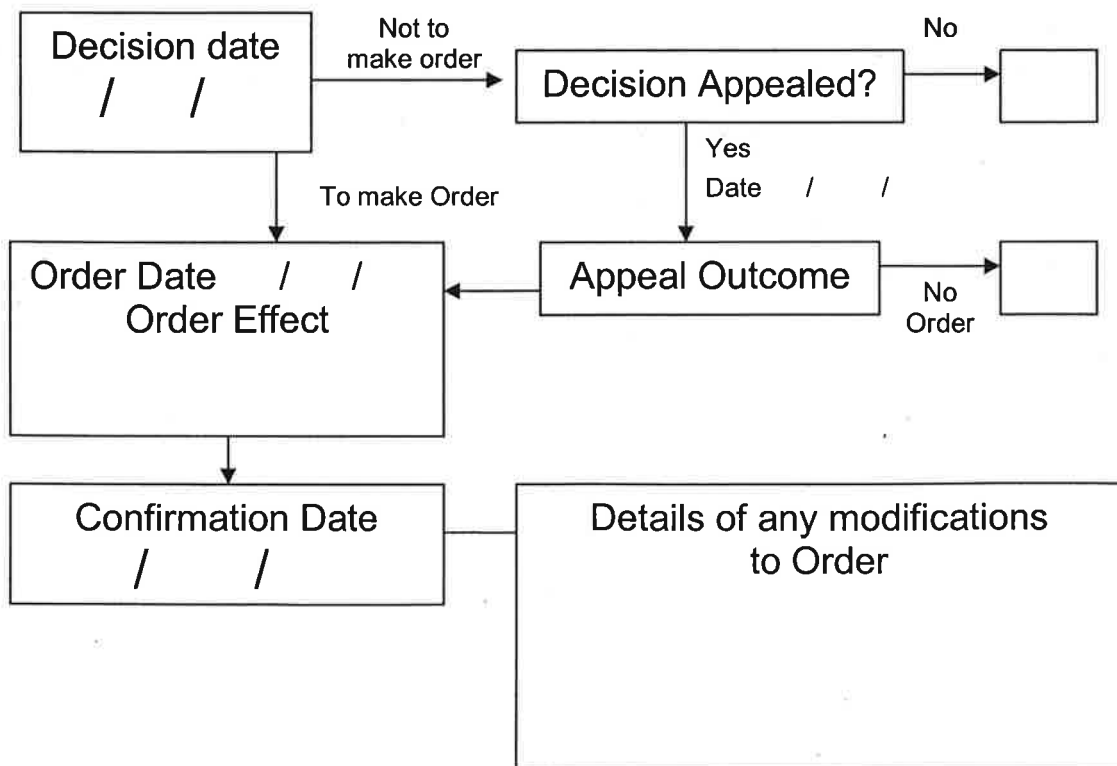 Decision date
/ /
Not to
make order
Decision Appealed?
No
Yes
Date / /
To make Order
Order Date / /
Order Effect
Appeal Outcome
No
Order
Confirmation Date
/ /
Details of any modifications
to Order